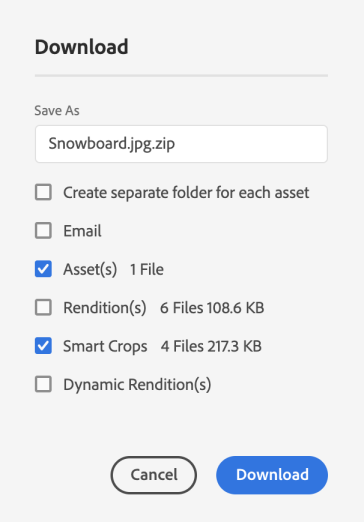 Download
Save As
Snowboard.jpg.zip
Create separate folder for each asset
Email
Asset(s) 1 File
Rendition(s) 6 Files 108.6 KB
Smart Crops 4 Files 217.3 KB
Dynamic Rendition(s)
Cancel Download